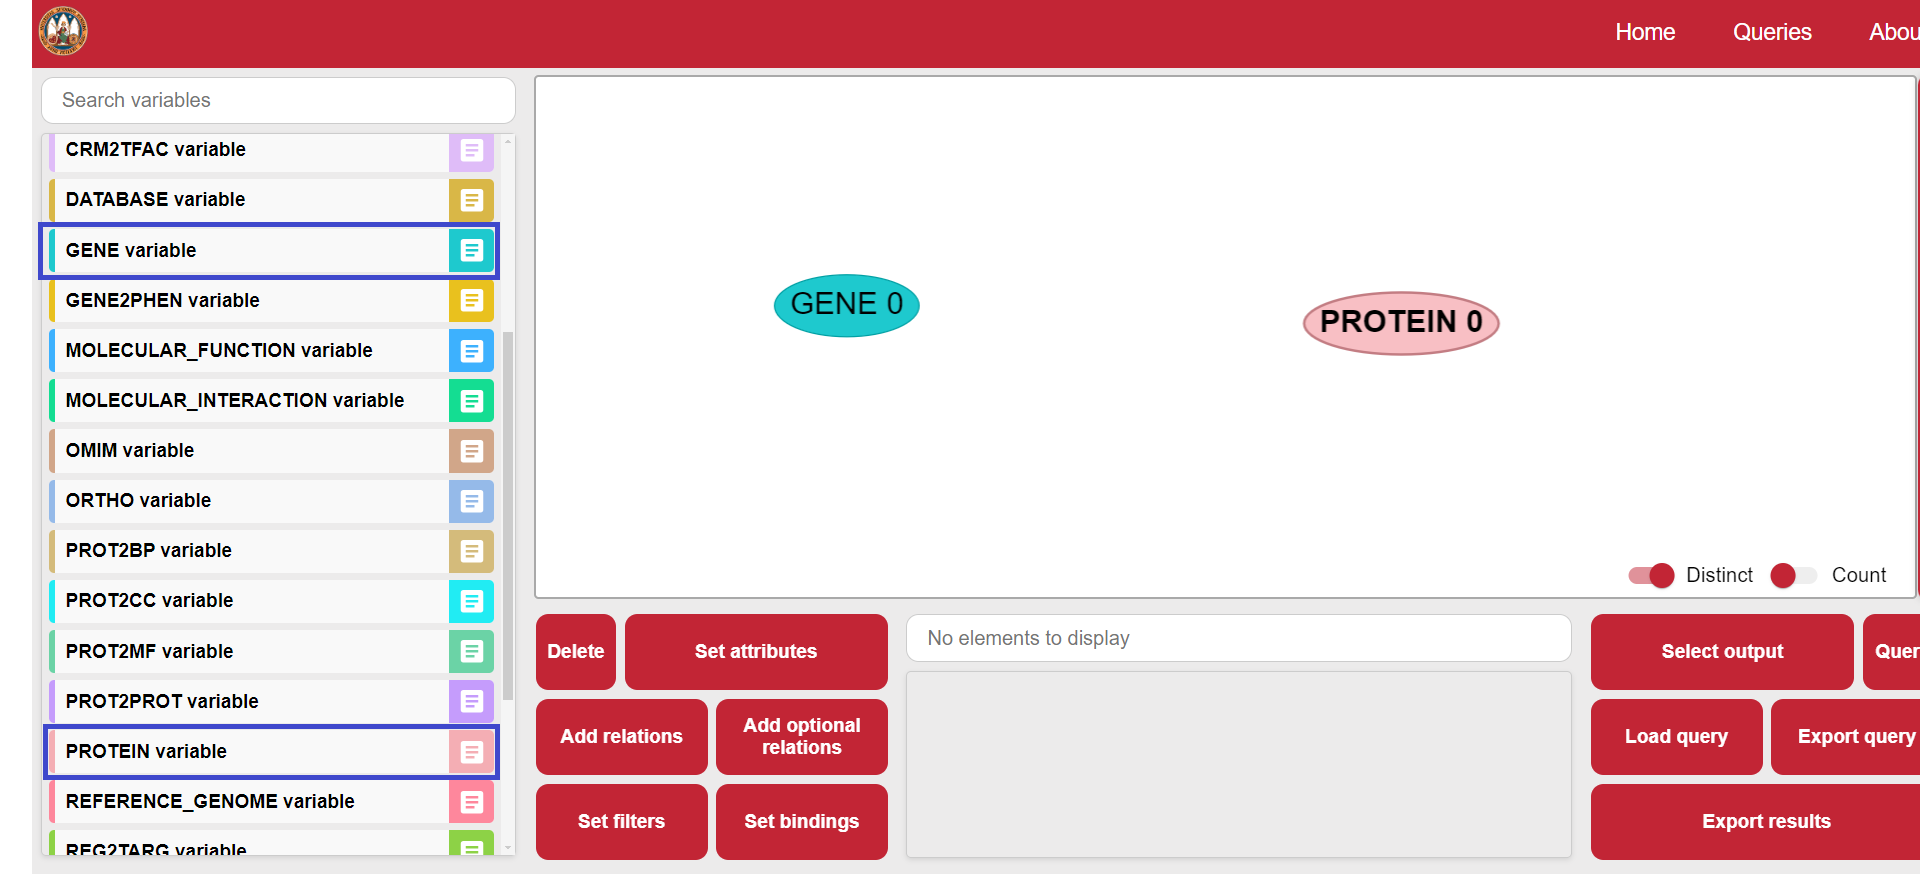 Home
Queries
Abou
Search variables
CRM2TFAC variable
DATABASE variable
GENE variable
GENE2PHEN variable
MOLECULAR_FUNCTION variable
MOLECULAR_INTERACTION variable
OMIM variable
ORTHO variable
PROT2BP variable
PROT2CC variable
PROT2MF variable
PROT2PROT variable
PROTEIN variable
REFERENCE_GENOME variable
REG2TARG variable
GENE 0
PROTEIN 0
Distinct
Count
Delete
Set attributes
Add relations
Add optional
relations
Set filters
Set bindings
No elements to display
Select output
Quer
Load query
Export query
Export results